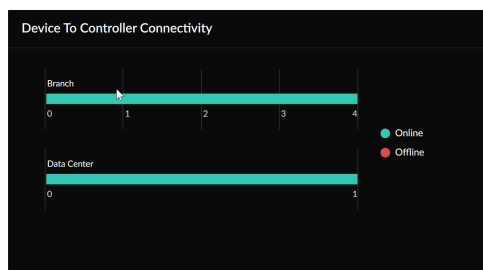 Device To Controller Connectivity
Branch
0 1 2 3 4
Online
Offline
Data Center
0 1